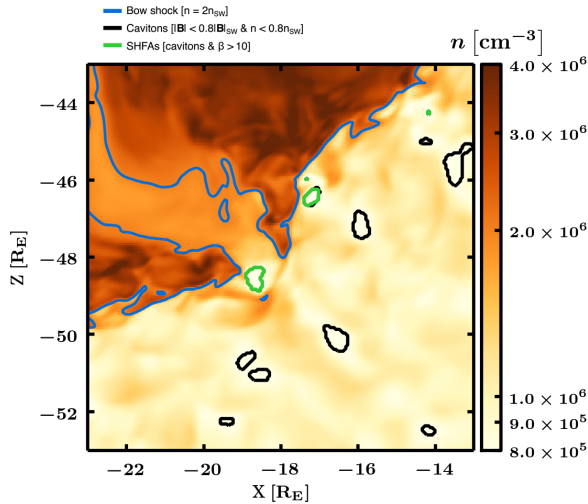 Bow shock [n = 2n_SW]
Cavitons [|B| < 0.8|B|_SW & n < 0.8n_SW]
SHFAs [cavitons & β > 10]
n [cm⁻³]
4.0 × 10⁶
3.0 × 10⁶
2.0 × 10⁶
1.0 × 10⁶
9.0 × 10⁵
8.0 × 10⁵
Z [R_E]
−44
−46
−48
−50
−52
−22
−20
−18
−16
−14
X [R_E]